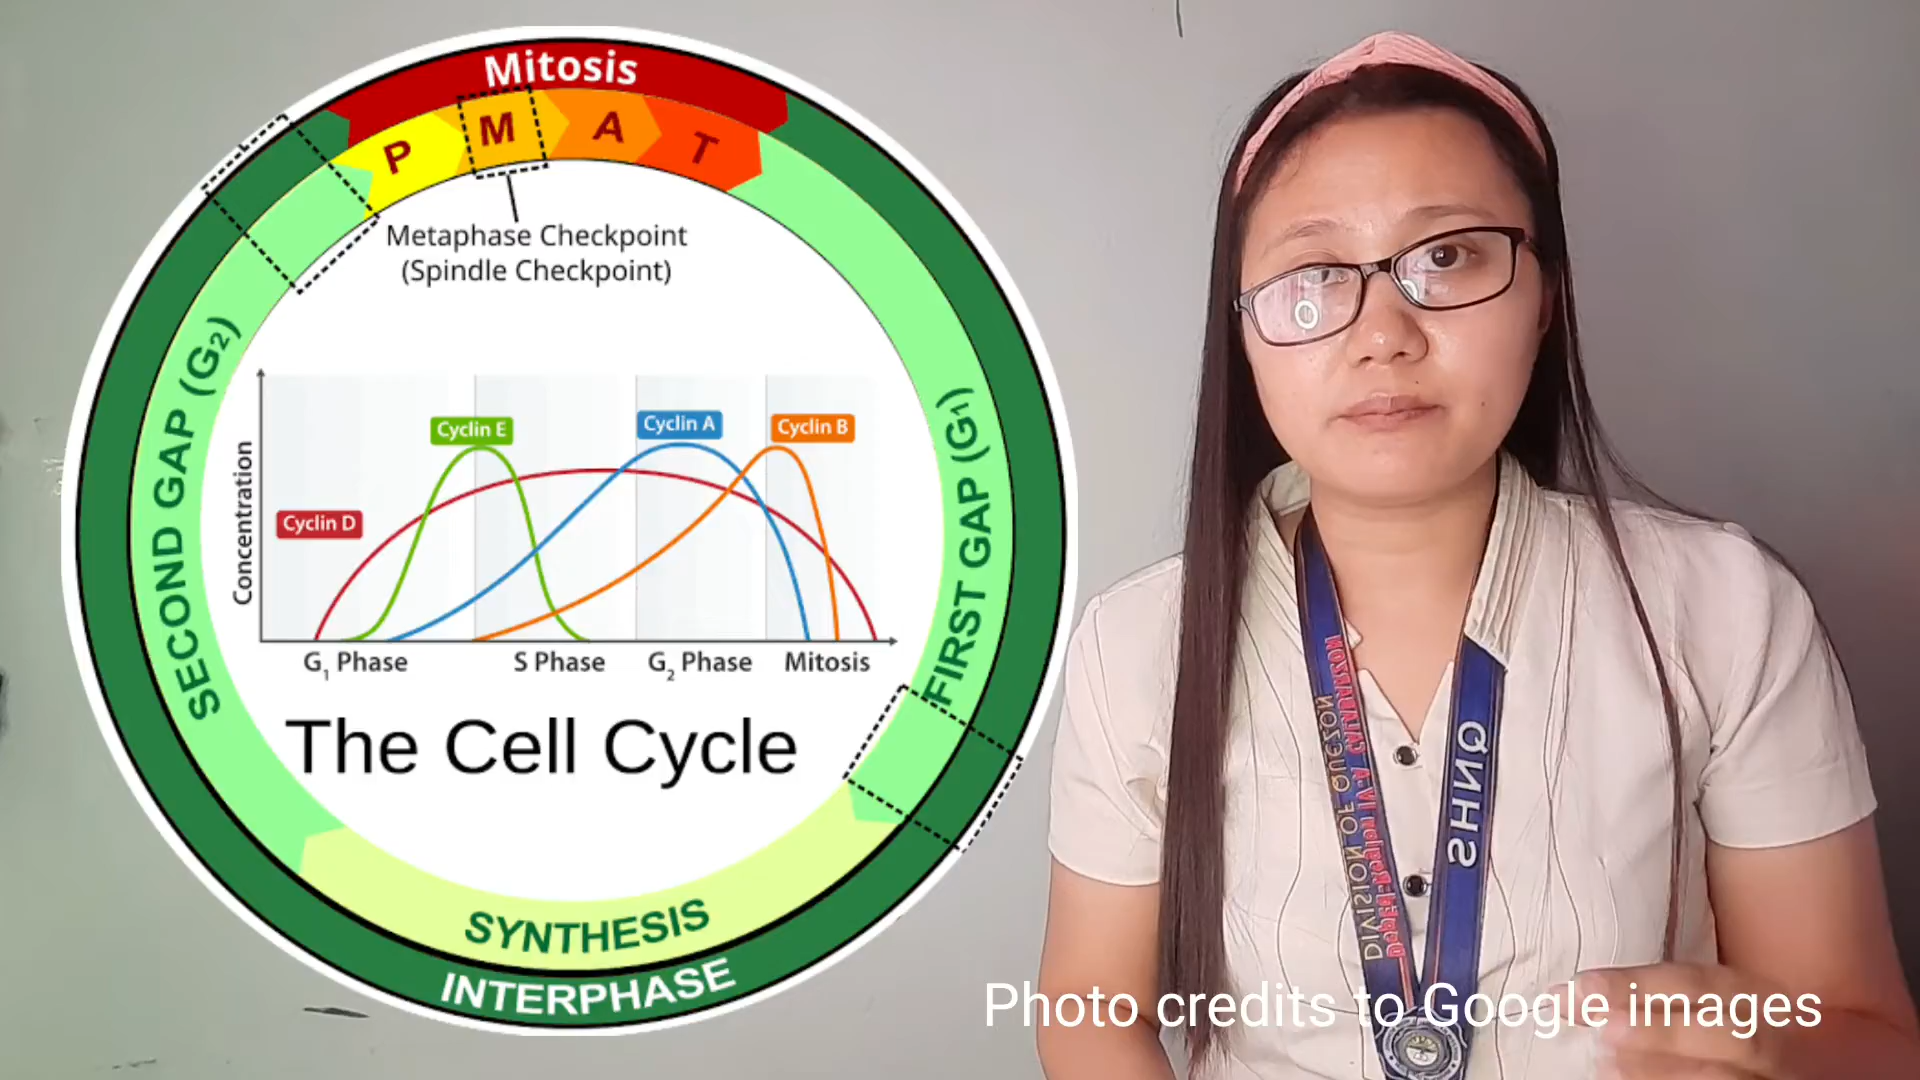 Mitosis
P M A T
Metaphase Checkpoint
(Spindle Checkpoint)
SECOND GAP (G2)
FIRST GAP (G1)
Concentration
Cyclin D
Cyclin E
Cyclin A
Cyclin B
G1 Phase
S Phase
G2 Phase
Mitosis
The Cell Cycle
SYNTHESIS
INTERPHASE
QNHS
DIVISION OF QUEZON
Photo credits to Google images